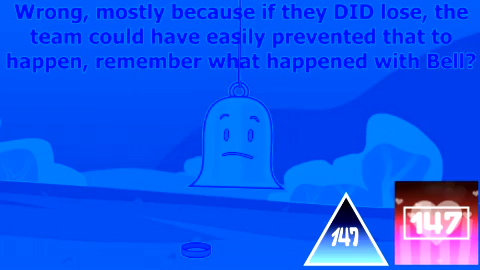 Wrong, mostly because if they DID lose, the
team could have easily prevented that to
happen, remember what happened with Bell?
147
147